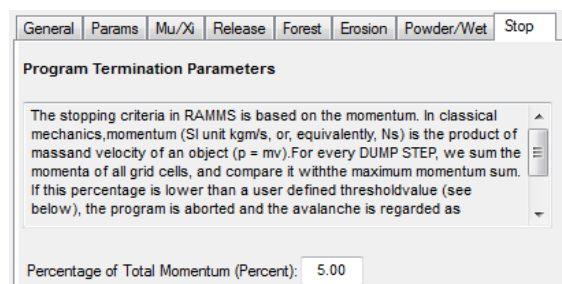 General Params Mu/Xi Release Forest Erosion Powder/Wet Stop
Program Termination Parameters
The stopping criteria in RAMMS is based on the momentum. In classical
mechanics,momentum (SI unit kgm/s, or, equivalently, Ns) is the product of
massand velocity of an object (p = mv).For every DUMP STEP, we sum the
momenta of all grid cells, and compare it withthe maximum momentum sum.
If this percentage is lower than a user defined thresholdvalue (see
below), the program is aborted and the avalanche is regarded as
Percentage of Total Momentum (Percent): 5.00